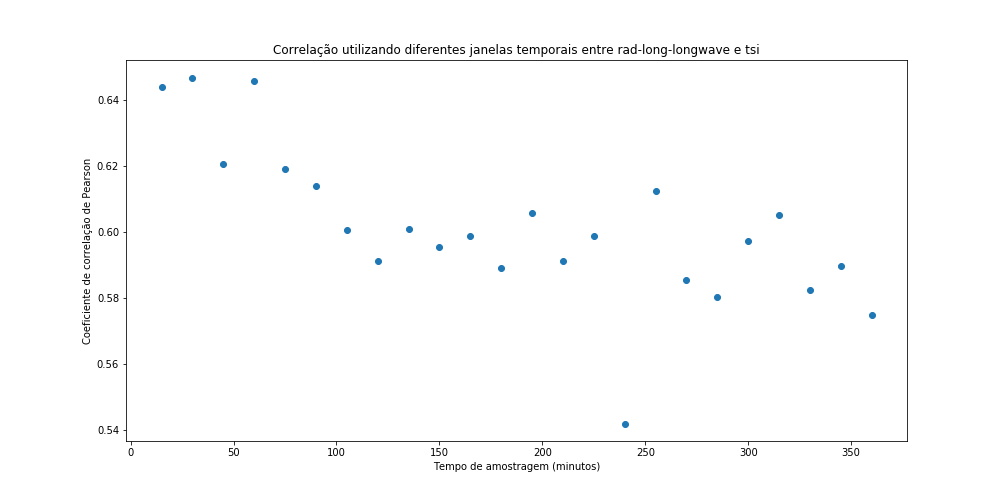 Correlação utilizando diferentes janelas temporais entre rad-long-longwave e tsi
Coeficiente de correlação de Pearson
0.64
0.62
0.60
0.58
0.56
0.54
0 50 100 150 200 250 300 350
Tempo de amostragem (minutos)